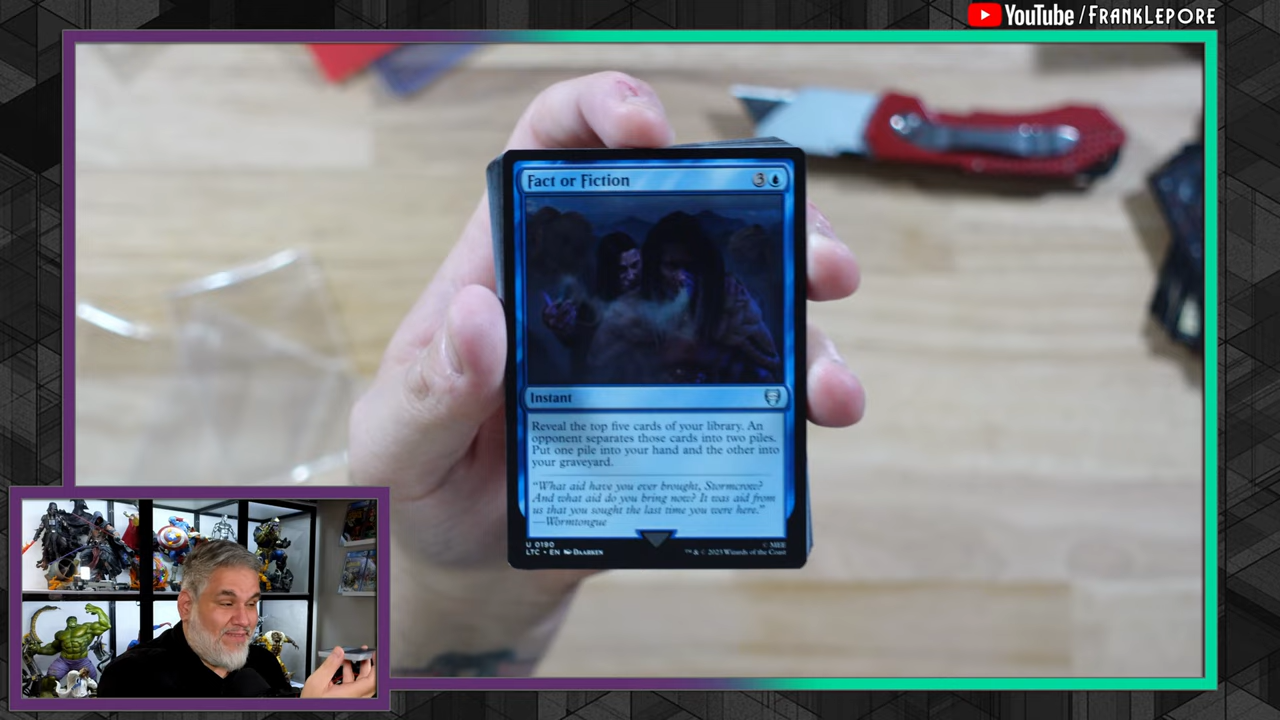 YouTube /FrankLepore
Fact or Fiction
3
Instant
Reveal the top five cards of your library. An
opponent separates those cards into two piles.
Put one pile into your hand and the other into
your graveyard.
“What aid have you ever brought, Stormcrow?
And what aid do you bring now? It was aid from
us that you sought the last time you were here.”
—Wormtongue
U 0190
LTC • EN Daarken
© MEE
™ & © 2023 Wizards of the Coast